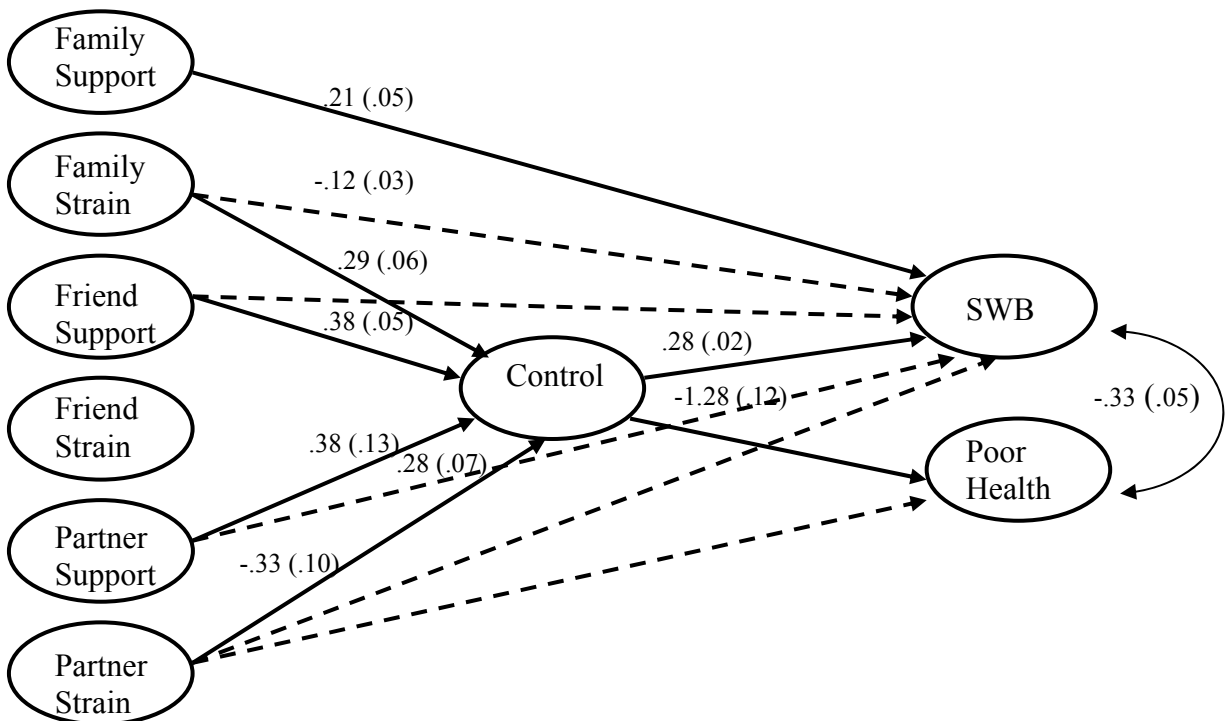 Family
Support
.21 (.05)
Family
Strain
-.12 (.03)
.29 (.06)
Friend
Support
.38 (.05)
SWB
.28 (.02)
Control
-1.28 (.12)
-.33 (.05)
Friend
Strain
.38 (.13)
.28 (.07)
Poor
Health
Partner
Support
-.33 (.10)
Partner
Strain